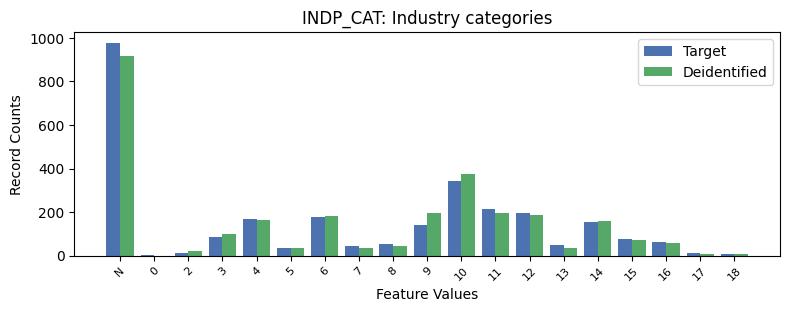 INDP_CAT: Industry categories
Target
Deidentified
Record Counts
1000
800
600
400
200
0
N 0 2 3 4 5 6 7 8 9 10 11 12 13 14 15 16 17 18
Feature Values